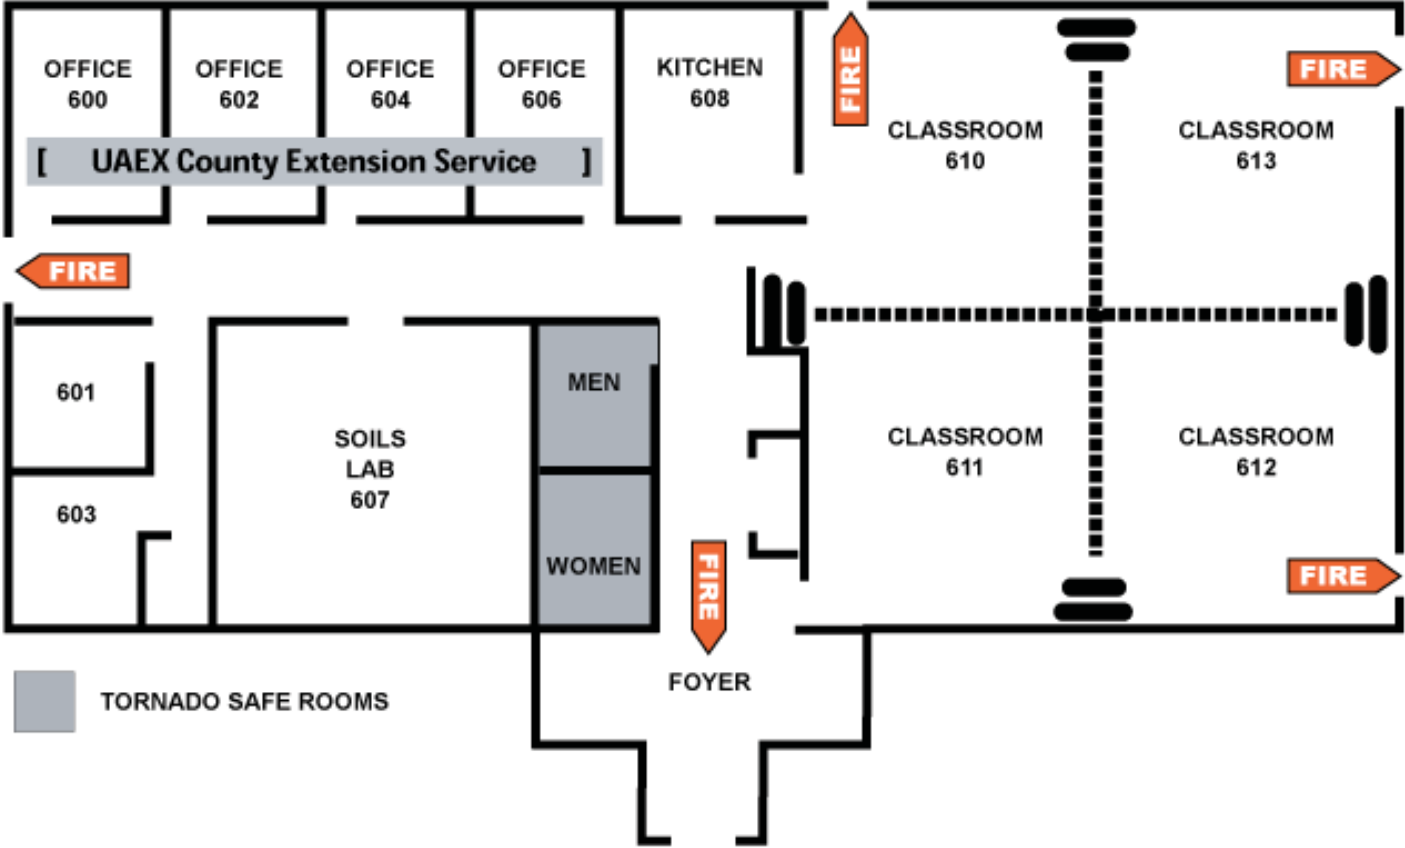 OFFICE
600
OFFICE
602
OFFICE
604
OFFICE
606
KITCHEN
608
FIRE
CLASSROOM
610
CLASSROOM
613
FIRE
[ UAEX County Extension Service ]
FIRE
601
603
SOILS
LAB
607
MEN
WOMEN
FIRE
CLASSROOM
611
CLASSROOM
612
FIRE
FOYER
TORNADO SAFE ROOMS